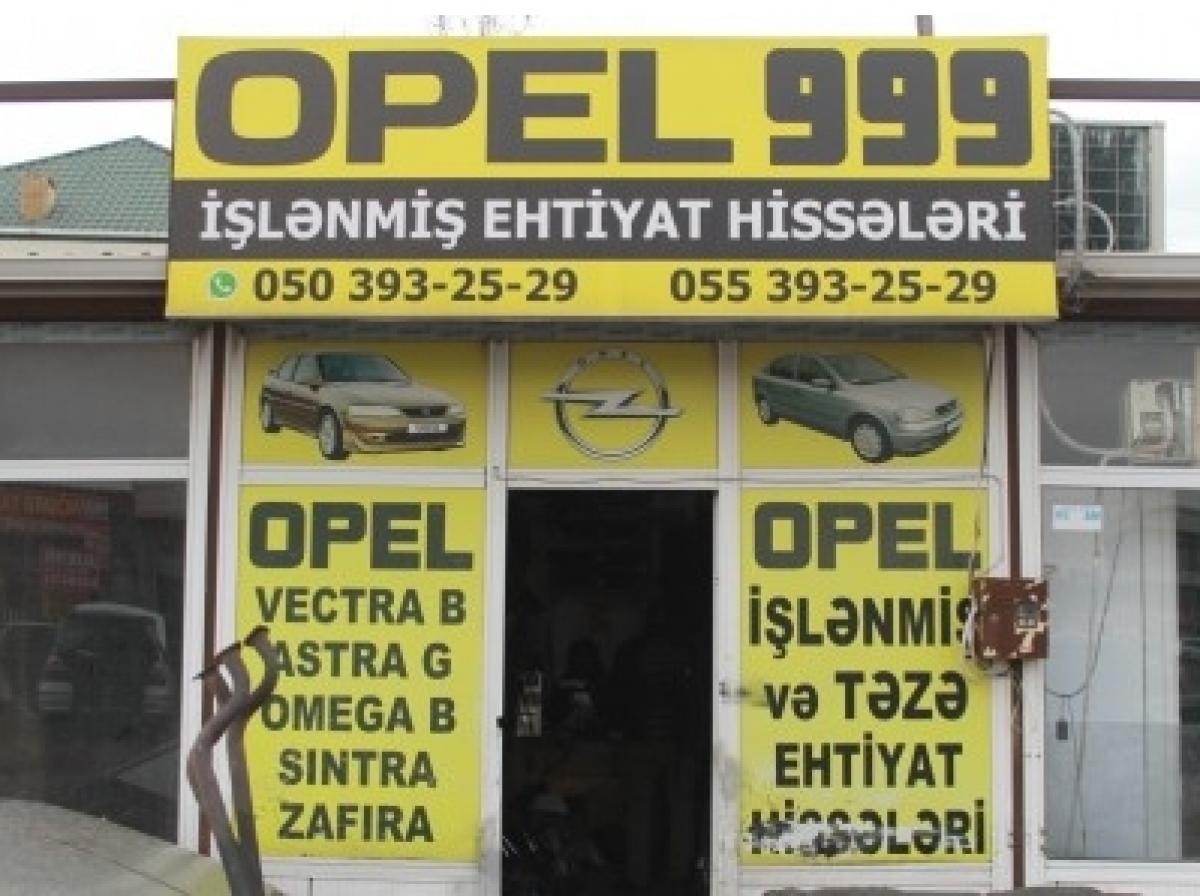 OPEL 999
İŞLƏNMİŞ EHTİYAT HİSSƏLƏRİ
050 393-25-29 055 393-25-29
OPEL
VECTRA B
ASTRA G
OMEGA B
SINTRA
ZAFIRA
OPEL
İŞLƏNMİŞ
və TƏZƏ
EHTİYAT
HİSSƏLƏRİ